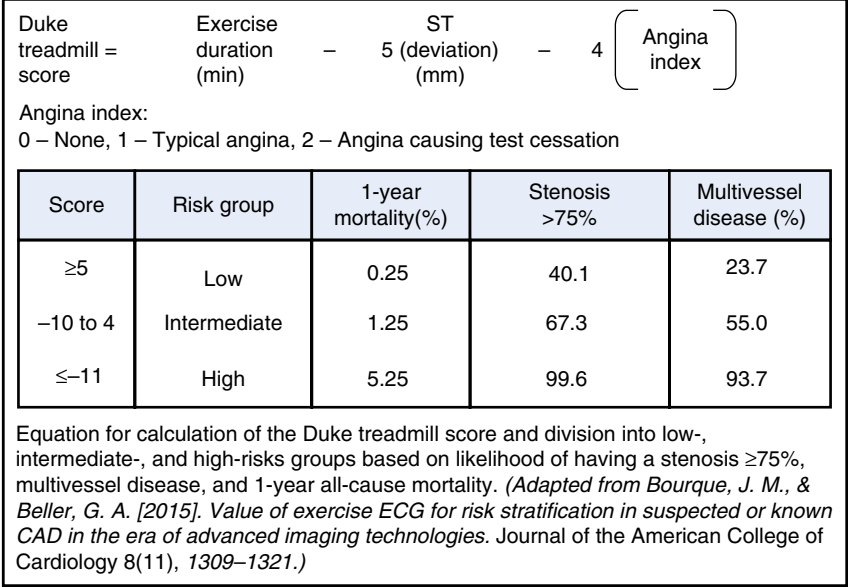 Duke treadmill = score Exercise duration (min) – ST 5 (deviation) (mm) – 4 Angina index
Angina index:
0 – None, 1 – Typical angina, 2 – Angina causing test cessation
Score Risk group 1-year mortality(%) Stenosis >75% Multivessel disease (%)
≥5 Low 0.25 40.1 23.7
–10 to 4 Intermediate 1.25 67.3 55.0
≤–11 High 5.25 99.6 93.7
Equation for calculation of the Duke treadmill score and division into low-,
intermediate-, and high-risks groups based on likelihood of having a stenosis ≥75%,
multivessel disease, and 1-year all-cause mortality. (Adapted from Bourque, J. M., &
Beller, G. A. [2015]. Value of exercise ECG for risk stratification in suspected or known
CAD in the era of advanced imaging technologies. Journal of the American College of
Cardiology 8(11), 1309–1321.)